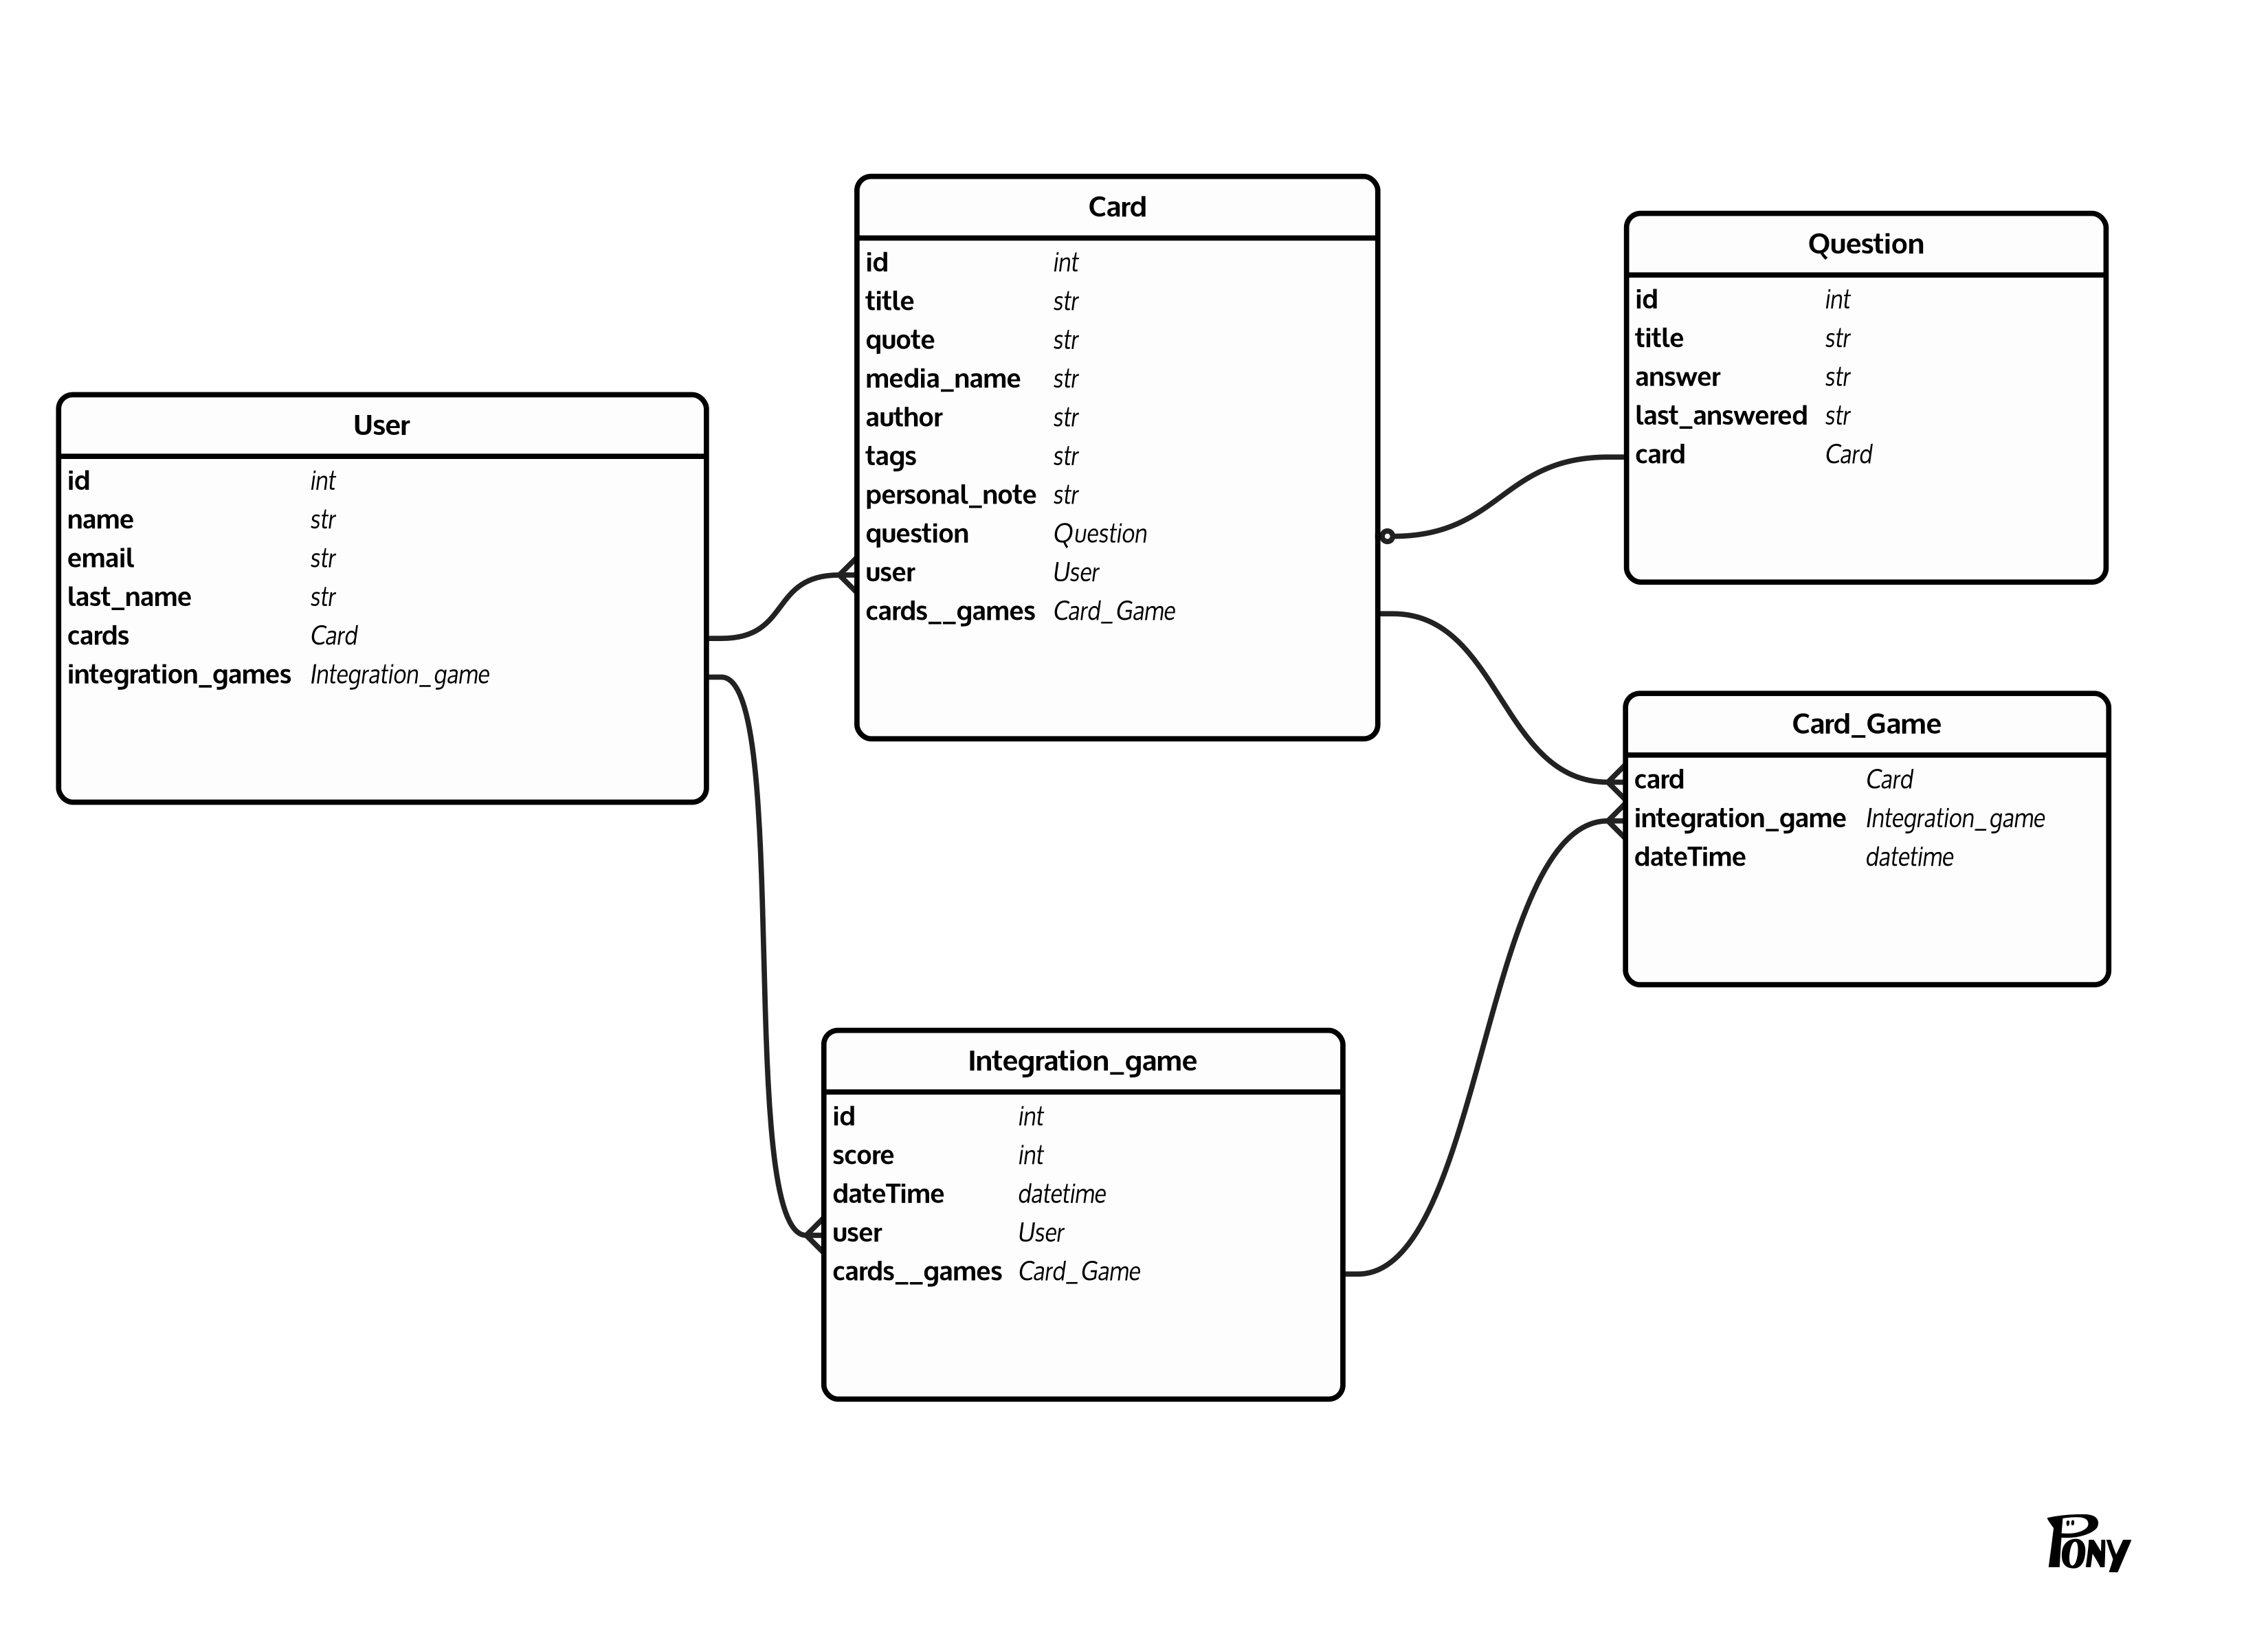 User
id int
name str
email str
last_name str
cards Card
integration_games Integration_game
Card
id int
title str
quote str
media_name str
author str
tags str
personal_note str
question Question
user User
cards__games Card_Game
Question
id int
title str
answer str
last_answered str
card Card
Card_Game
card Card
integration_game Integration_game
dateTime datetime
Integration_game
id int
score int
dateTime datetime
user User
cards__games Card_Game
PONY